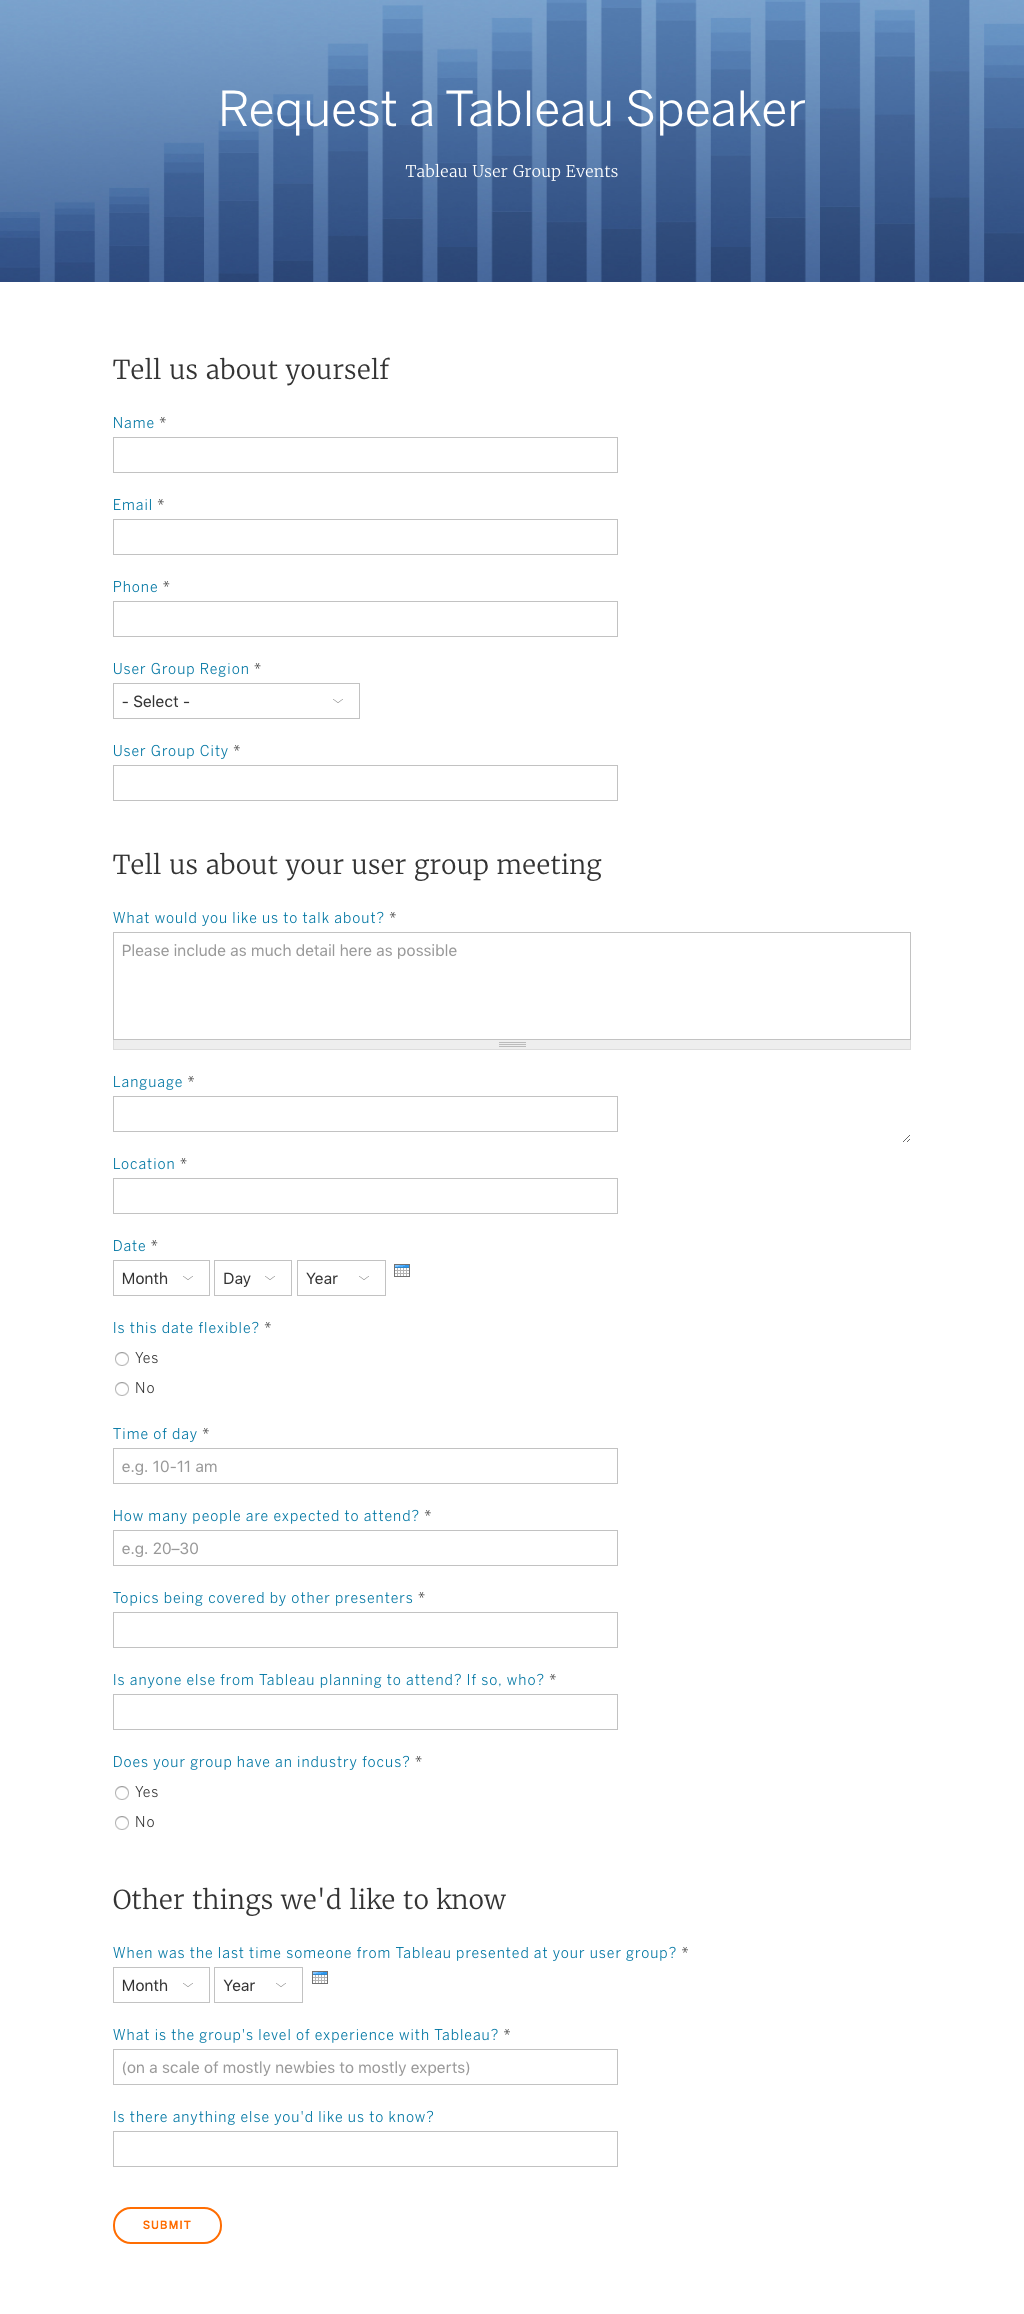 Request a Tableau Speaker
Tableau User Group Events
Tell us about yourself
Name *
Email *
Phone *
User Group Region *
- Select -
User Group City *
Tell us about your user group meeting
What would you like us to talk about? *
Please include as much detail here as possible
Language *
Location *
Date *
Month Day Year
Is this date flexible? *
Yes
No
Time of day *
e.g. 10-11 am
How many people are expected to attend? *
e.g. 20–30
Topics being covered by other presenters *
Is anyone else from Tableau planning to attend? If so, who? *
Does your group have an industry focus? *
Yes
No
Other things we'd like to know
When was the last time someone from Tableau presented at your user group? *
Month Year
What is the group's level of experience with Tableau? *
(on a scale of mostly newbies to mostly experts)
Is there anything else you'd like us to know?
SUBMIT